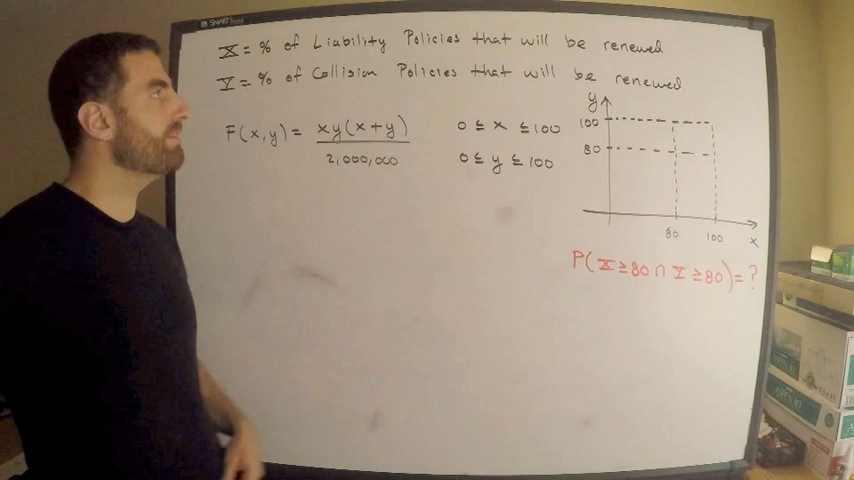 SMART
X = % of Liability Policies that will be renewed
Y = % of Collision Policies that will be renewed
F(x,y) = xy(x+y)
2,000,000
0 ≤ x ≤ 100
0 ≤ y ≤ 100
y
100
80
80
100
x
P(X ≥ 80 ∩ Y ≥ 80) = ?